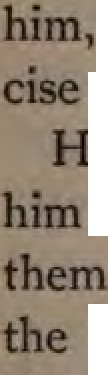 him,
cise
H
him
them
the